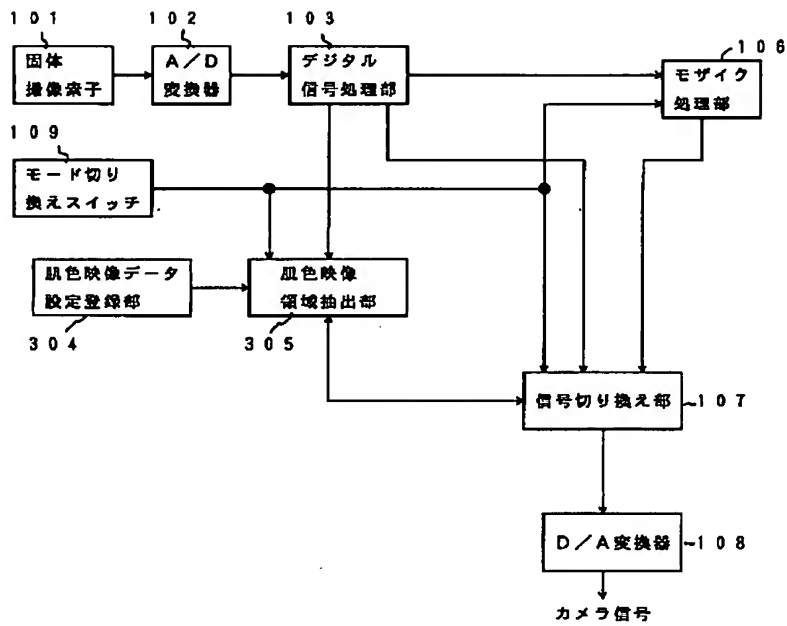 101
102
103
106
固体
撮像素子
A/D
変換器
デジタル
信号処理部
モザイク
処理部
109
モード切り
換えスイッチ
肌色映像データ
設定登録部
304
肌色映像
領域抽出部
305
信号切り換え部
107
D/A変換器
108
カメラ信号